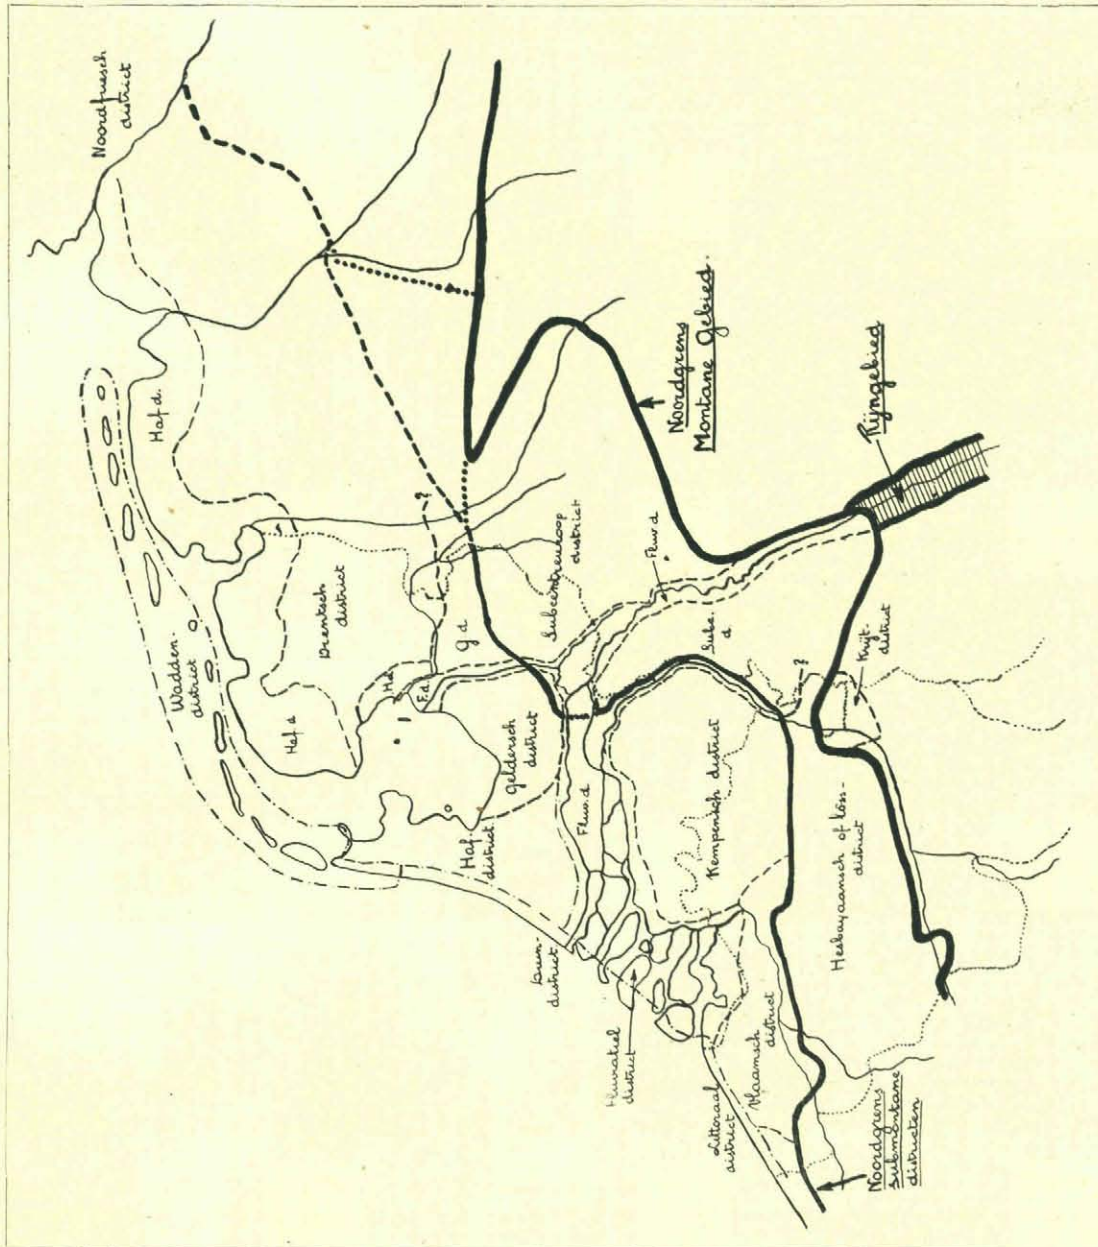 Noordfriesch
district
Haf d.
Wadden-
district
Drentsch
district
Haf d
H.d.
F.d.
?
G d
Subcentreuroop
district
Geldersch
district
Haf.
district
Fluv.d
Fluv.d
Subc.
d
Noordgrens
Montane Gebied.
Rijngebied
Krijt-
district
?
Kempensch district
Hesbayaansch of löss-
district
Duin-
district
Fluviatiel
district
Littoraal
district
Vlaamsch
district
Noordgrens
submontane
districten